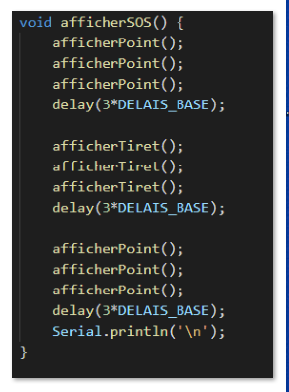 void afficherSOS() {
    afficherPoint();
    afficherPoint();
    afficherPoint();
    delay(3*DELAIS_BASE);

    afficherTiret();
    afficherTiret();
    afficherTiret();
    delay(3*DELAIS_BASE);

    afficherPoint();
    afficherPoint();
    afficherPoint();
    delay(3*DELAIS_BASE);
    Serial.println('\n');
}